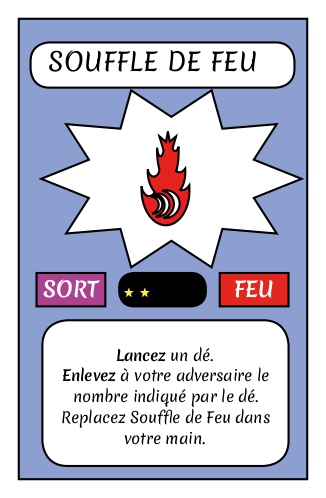 SOUFFLE DE FEU
SORT
FEU
Lancez un dé.
Enlevez à votre adversaire le
nombre indiqué par le dé.
Replacez Souffle de Feu dans
votre main.